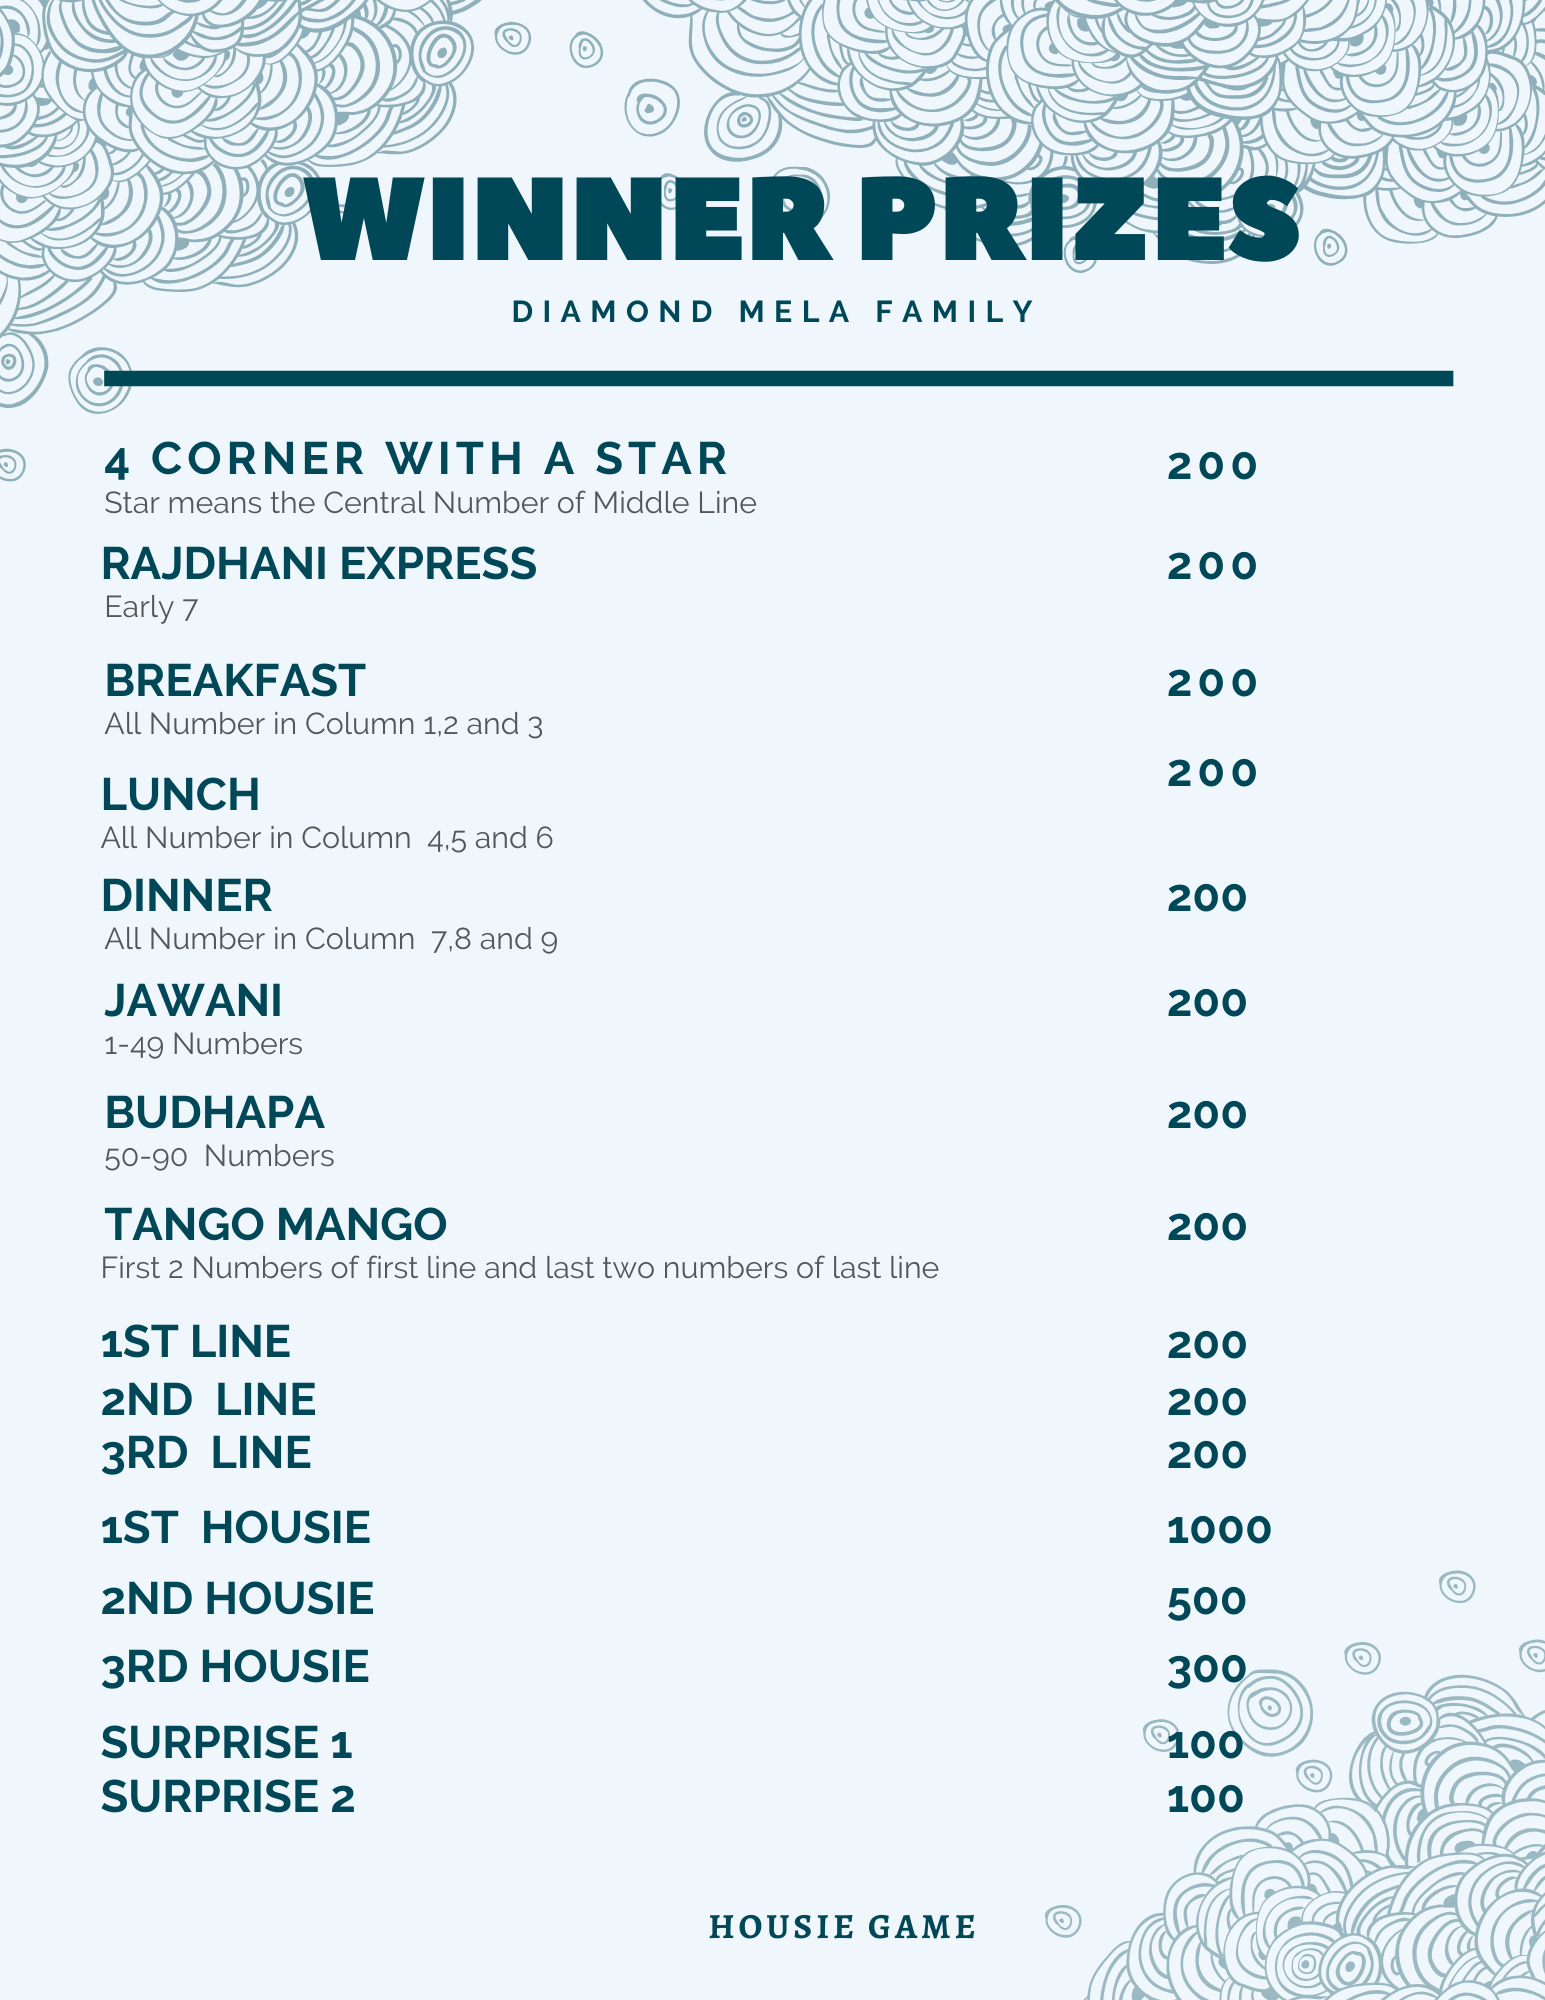 WINNER PRIZES
DIAMOND MELA FAMILY
4 CORNER WITH A STAR 200
Star means the Central Number of Middle Line
RAJDHANI EXPRESS 200
Early 7
BREAKFAST 200
All Number in Column 1,2 and 3
LUNCH 200
All Number in Column 4,5 and 6
DINNER 200
All Number in Column 7,8 and 9
JAWANI 200
1-49 Numbers
BUDHAPA 200
50-90 Numbers
TANGO MANGO 200
First 2 Numbers of first line and last two numbers of last line
1ST LINE 200
2ND LINE 200
3RD LINE 200
1ST HOUSIE 1000
2ND HOUSIE 500
3RD HOUSIE 300
SURPRISE 1 100
SURPRISE 2 100
HOUSIE GAME